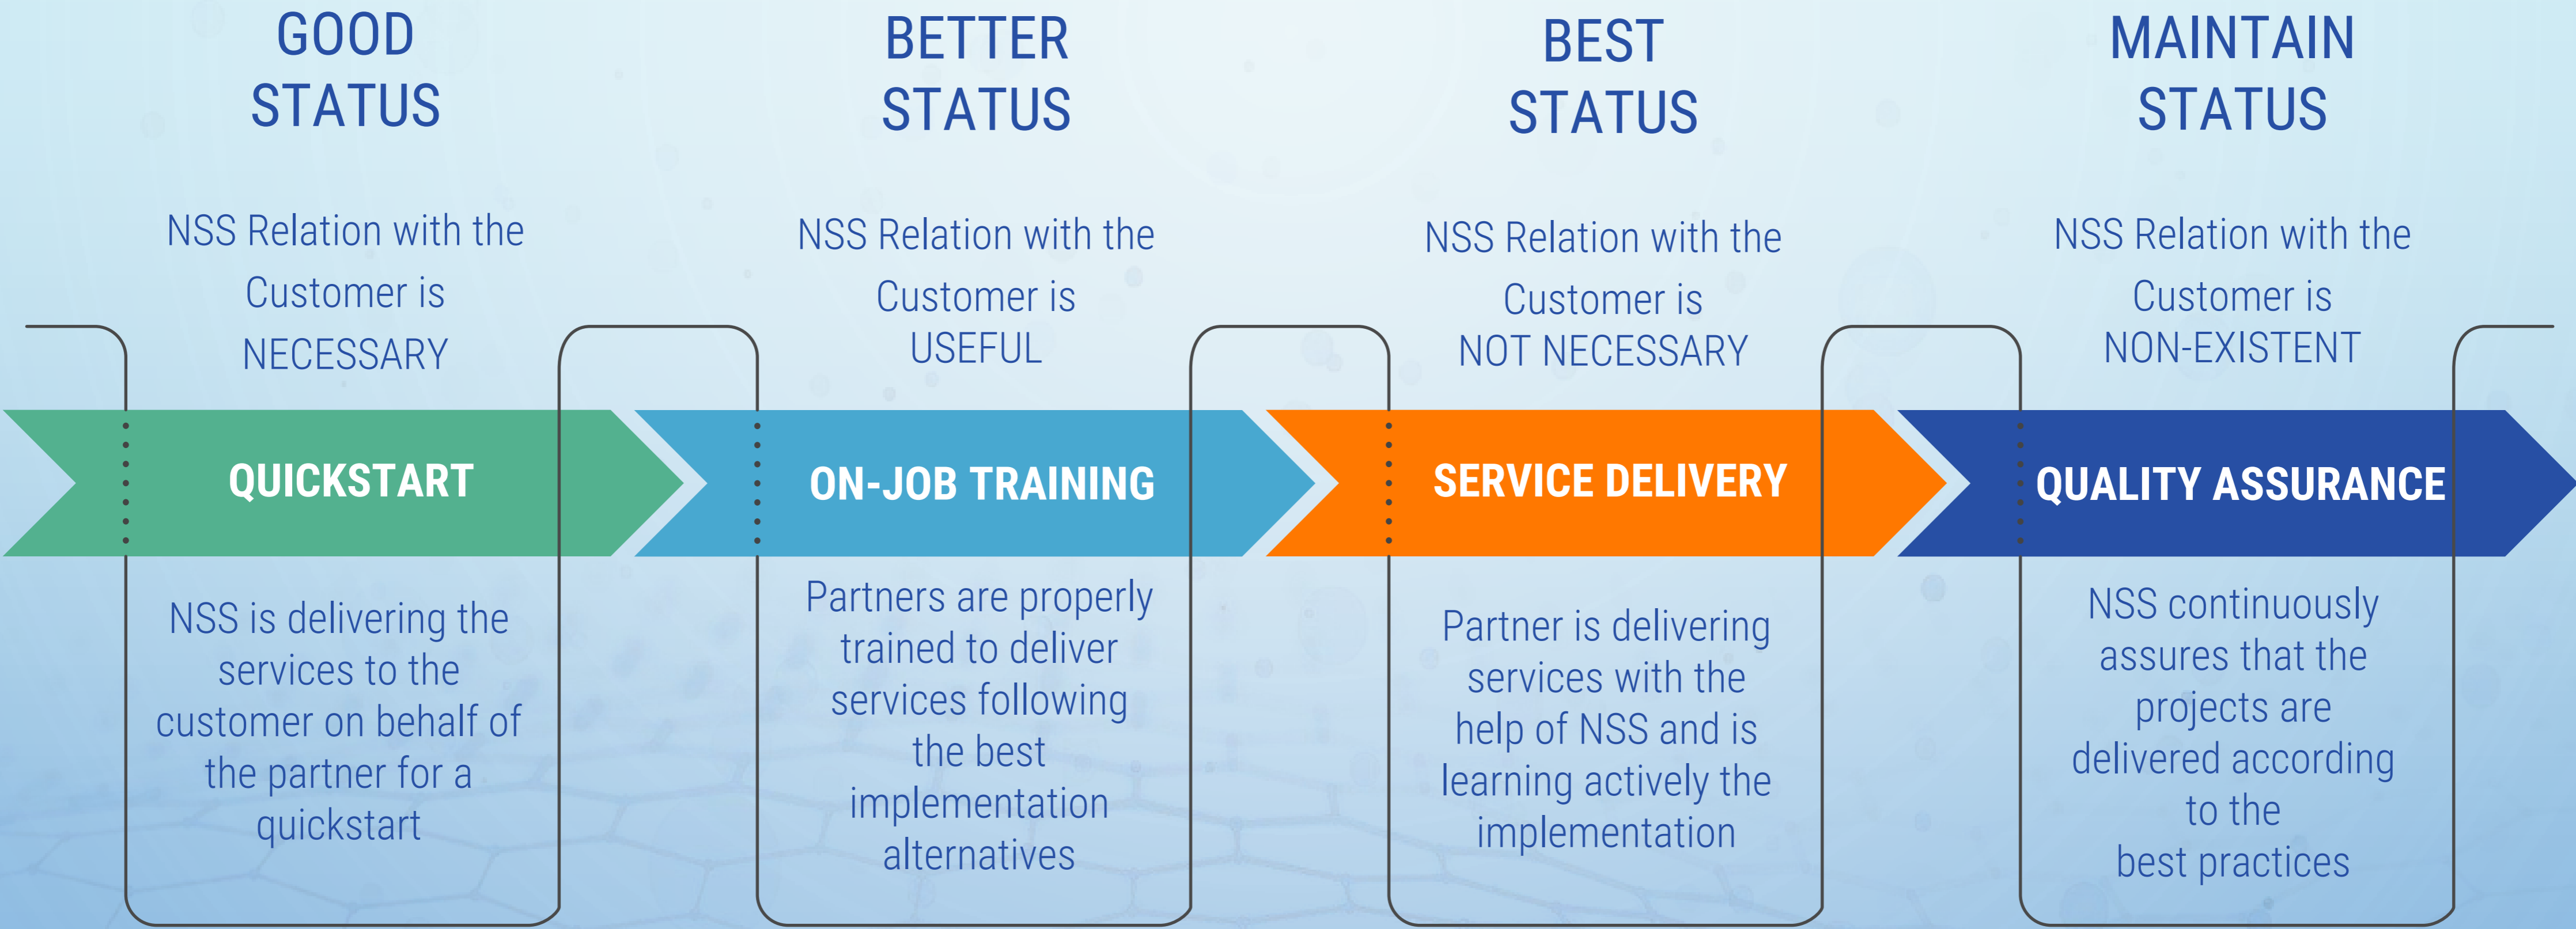 GOOD
STATUS
NSS Relation with the
Customer is
NECESSARY
QUICKSTART
NSS is delivering the
services to the
customer on behalf of
the partner for a
quickstart
BETTER
STATUS
NSS Relation with the
Customer is
USEFUL
ON-JOB TRAINING
Partners are properly
trained to deliver
services following
the best
implementation
alternatives
BEST
STATUS
NSS Relation with the
Customer is
NOT NECESSARY
SERVICE DELIVERY
Partner is delivering
services with the
help of NSS and is
learning actively the
implementation
MAINTAIN
STATUS
NSS Relation with the
Customer is
NON-EXISTENT
QUALITY ASSURANCE
NSS continuously
assures that the
projects are
delivered according
to the
best practices